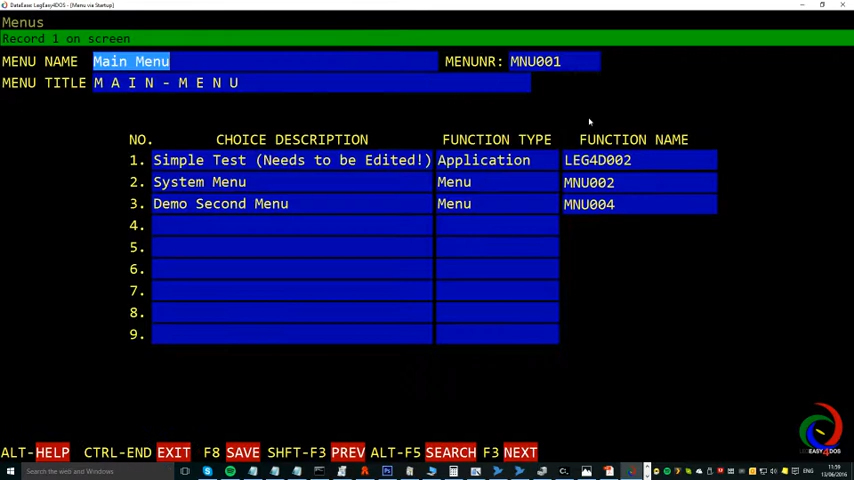 DataEase LegEasy4DOS - [Menu via Startup]
Menus
Record 1 on screen
MENU NAME Main Menu MENUNR: MNU001
MENU TITLE M A I N - M E N U
NO. CHOICE DESCRIPTION FUNCTION TYPE FUNCTION NAME
1. Simple Test (Needs to be Edited!) Application LEG4D002
2. System Menu Menu MNU002
3. Demo Second Menu Menu MNU004
4.
5.
6.
7.
8.
9.
LEGEASY4DOS
ALT-HELP CTRL-END EXIT F8 SAVE SHFT-F3 PREV ALT-F5 SEARCH F3 NEXT
Search the web and Windows
ENG
11:59
13/06/2016